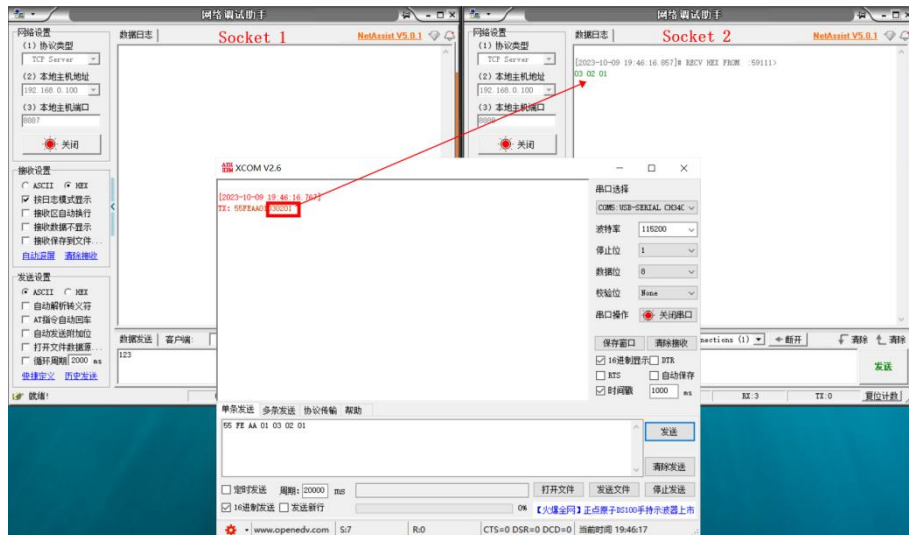 网络调试助手
网络设置
(1) 协议类型
TCP Server
(2) 本地主机地址
192.168.0.100
(3) 本地主机端口
8887
关闭
接收设置
ASCII HEX
按日志模式显示
接收区自动换行
接收数据不显示
接收保存到文件...
自动滚屏 清除接收
发送设置
ASCII HEX
自动解析转义符
AT指令自动回车
自动发送附加位
打开文件数据源...
循环周期 2000 ms
快捷定义 历史发送
就绪!
数据日志
Socket 1
NetAssist V5.0.1
数据发送 客户端:
123
网络调试助手
网络设置
(1) 协议类型
TCP Server
(2) 本地主机地址
192.168.0.100
(3) 本地主机端口
关闭
数据日志
Socket 2
NetAssist V5.0.1
[2023-10-09 19:46:16.857]# RECV HEX FROM :59111>
03 02 01
断开 清除 清除
发送
RX:3 TX:0 复位计数
XCOM V2.6
[2023-10-09 19:46:16.767]
TX: 55FEAA01030201
串口选择
COM5:USB-SERIAL CH34C
波特率 115200
停止位 1
数据位 8
校验位 None
串口操作 关闭串口
保存窗口 清除接收
16进制显示 DTR
RTS 自动保存
时间戳 1000 ms
单条发送 多条发送 协议传输 帮助
55 FE AA 01 03 02 01
发送
清除发送
定时发送 周期: 20000 ms 打开文件 发送文件 停止发送
16进制发送 发送新行 0% 【火爆全网】正点原子DS100手持示波器上市
www.openedv.com S:7 R:0 CTS=0 DSR=0 DCD=0 当前时间 19:46:17